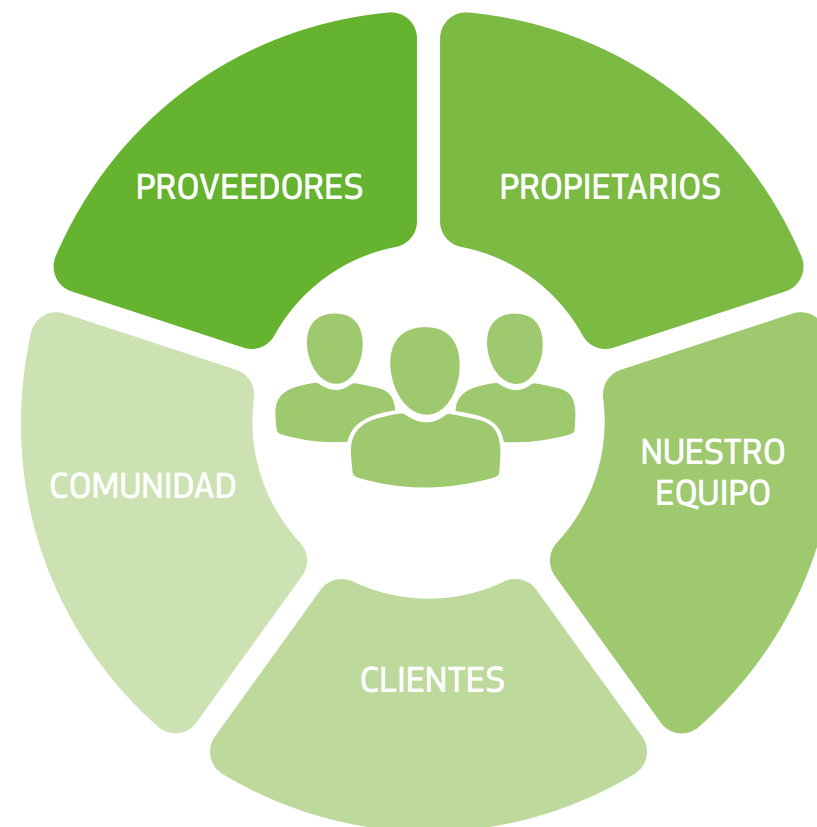 PROVEEDORES
PROPIETARIOS
NUESTRO
EQUIPO
CLIENTES
COMUNIDAD